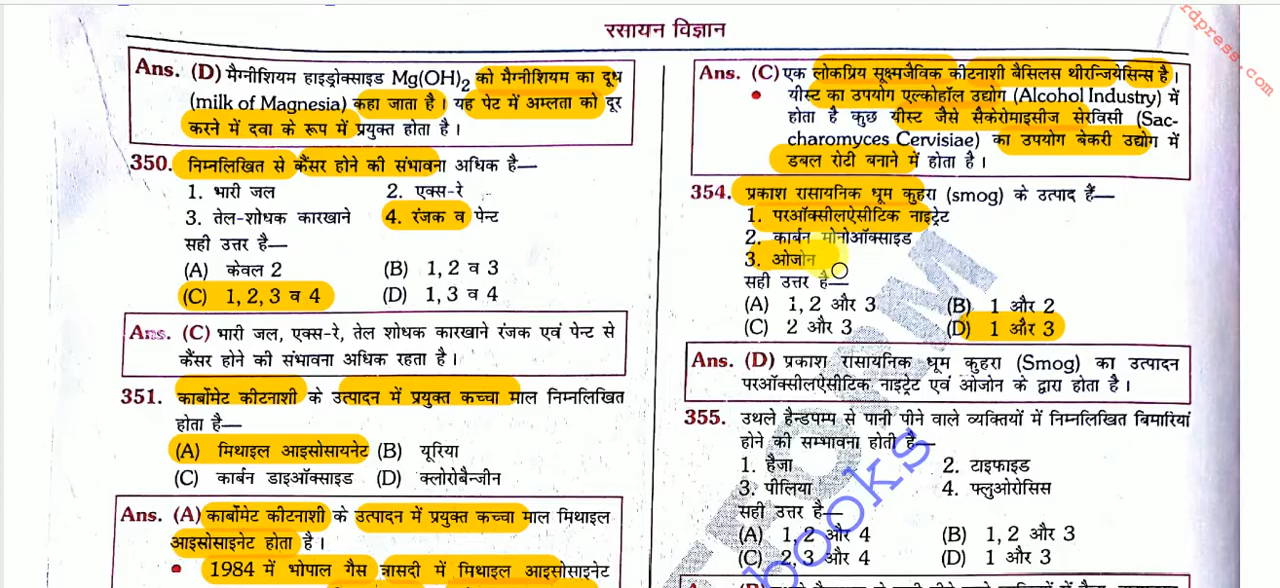 रसायन विज्ञान
Ans. (D) मैग्नीशियम हाइड्रोक्साइड Mg(OH)2 को मैग्नीशियम का दूध
(milk of Magnesia) कहा जाता है। यह पेट में अम्लता को दूर
करने में दवा के रूप में प्रयुक्त होता है।
350. निम्नलिखित से कैंसर होने की संभावना अधिक है—
1. भारी जल 2. एक्स-रे
3. तेल-शोधक कारखाने 4. रंजक व पेन्ट
सही उत्तर है—
(A) केवल 2 (B) 1, 2 व 3
(C) 1, 2, 3 व 4 (D) 1, 3 व 4
Ans. (C) भारी जल, एक्स-रे, तेल शोधक कारखाने रंजक एवं पेन्ट से
कैंसर होने की संभावना अधिक रहता है।
351. कार्बोमेट कीटनाशी के उत्पादन में प्रयुक्त कच्चा माल निम्नलिखित
होता है—
(A) मिथाइल आइसोसायनेट (B) यूरिया
(C) कार्बन डाइऑक्साइड (D) क्लोरोबैन्जीन
Ans. (A) कार्बोमेट कीटनाशी के उत्पादन में प्रयुक्त कच्चा माल मिथाइल
आइसोसाइनेट होता है।
• 1984 में भोपाल गैस त्रासदी में मिथाइल आइसोसाइनेट
Ans. (C) एक लोकप्रिय सूक्ष्मजैविक कीटनाशी बैसिलस थीरन्जियेसिन्स है।
• यीस्ट का उपयोग एल्कोहॉल उद्योग (Alcohol Industry) में
होता है कुछ यीस्ट जैसे सैकेरोमाइसीज सेरविसी (Sac-
charomyces Cervisiae) का उपयोग बेकरी उद्योग में
डबल रोटी बनाने में होता है।
354. प्रकाश रासायनिक धूम कुहरा (smog) के उत्पाद हैं—
1. परऑक्सीलऐसीटिक नाइट्रेट
2. कार्बन मोनोऑक्साइड
3. ओजोन
सही उत्तर है—
(A) 1, 2 और 3 (B) 1 और 2
(C) 2 और 3 (D) 1 और 3
Ans. (D) प्रकाश रासायनिक धूम कुहरा (Smog) का उत्पादन
परऑक्सीलऐसीटिक नाइट्रेट एवं ओजोन के द्वारा होता है।
355. उथले हैन्डपम्प से पानी पीने वाले व्यक्तियों में निम्नलिखित बिमारियां
होने की सम्भावना होती है—
1. हैजा 2. टाइफाइड
3. पीलिया 4. फ्लुओरोसिस
सही उत्तर है—
(A) 1, 2 और 4 (B) 1, 2 और 3
(C) 2, 3 और 4 (D) 1 और 3
rdpress.com
books